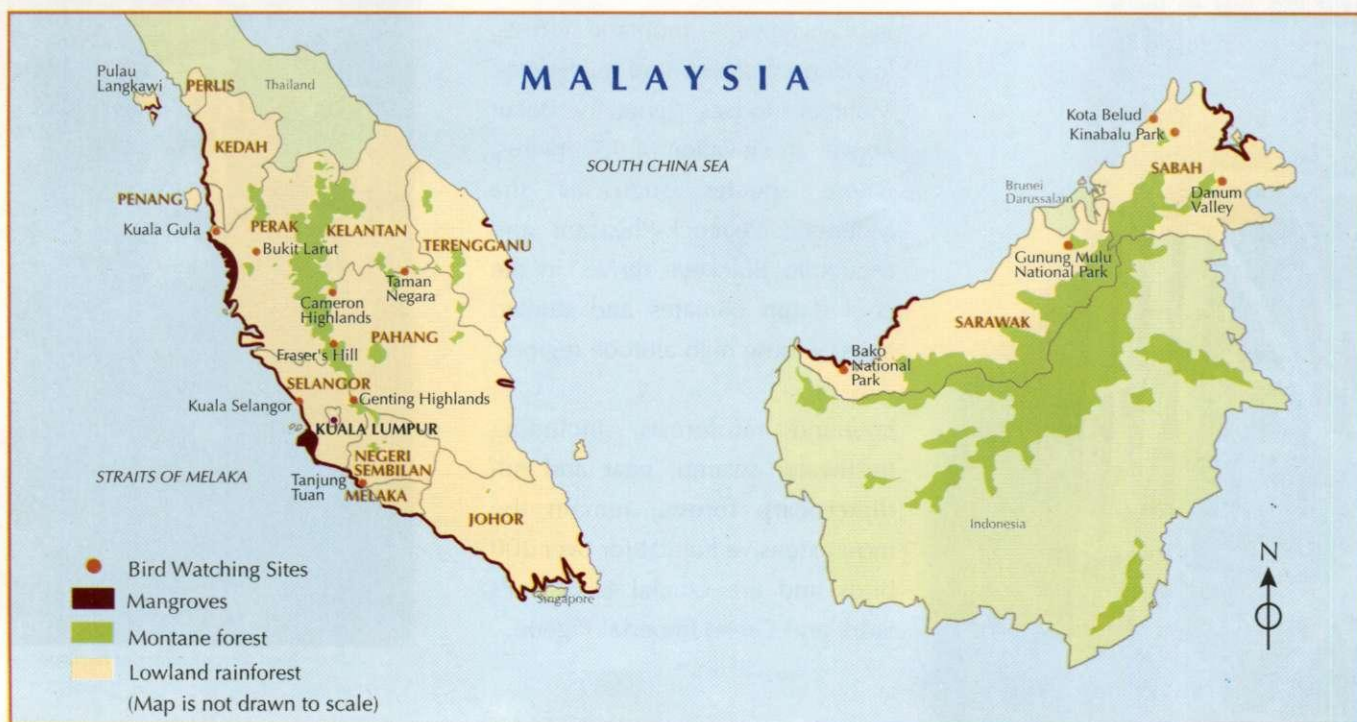 MALAYSIA
Pulau
Langkawi
PERLIS
Thailand
KEDAH
PENANG
Kuala Gula
PERAK
KELANTAN
TERENGGANU
Bukit Larut
Taman
Negara
Cameron
Highlands
PAHANG
Fraser's Hill
SELANGOR
Kuala Selangor
Genting Highlands
KUALA LUMPUR
NEGERI
SEMBILAN
STRAITS OF MELAKA
Tanjung
Tuan
MELAKA
JOHOR
Singapore
SOUTH CHINA SEA
Kota Belud
Kinabalu Park
SABAH
Brunei
Darussalam
Danum
Valley
Gunung Mulu
National Park
SARAWAK
Bako
National
Park
Indonesia
N
Bird Watching Sites
Mangroves
Montane forest
Lowland rainforest
(Map is not drawn to scale)